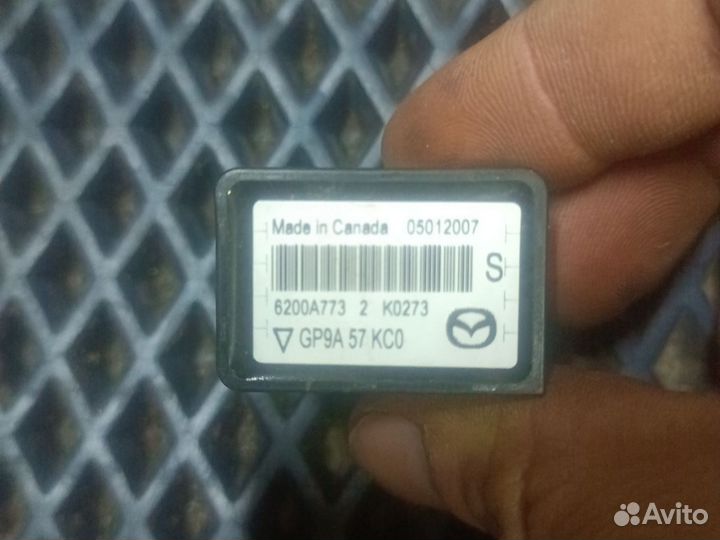 Made in Canada 05012007
S
6200A773 2 K0273
GP9A 57 KC0
Avito